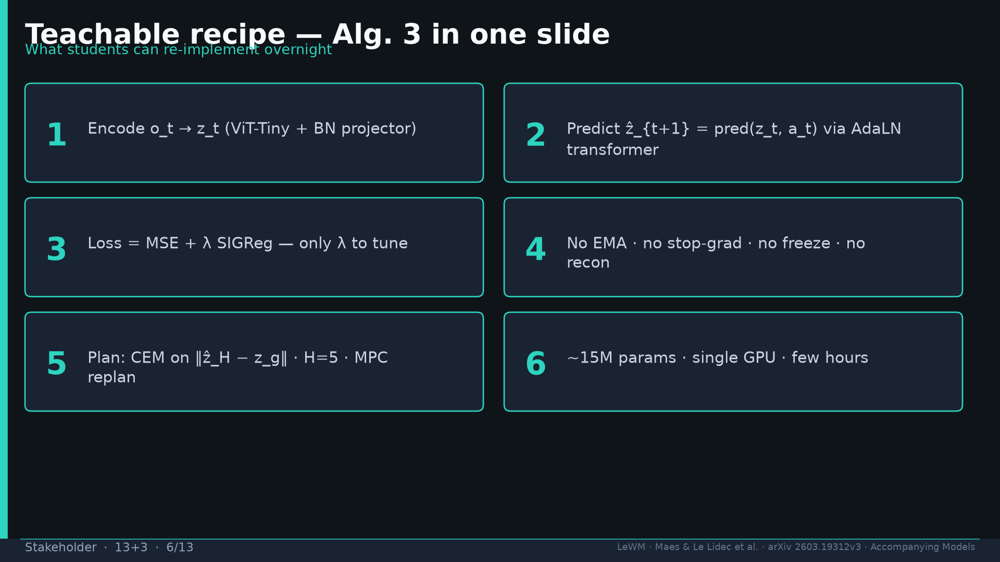 Teachable recipe — Alg. 3 in one slide
What students can re-implement overnight
1
Encode o_t → z_t (ViT-Tiny + BN projector)
2
Predict ẑ_{t+1} = pred(z_t, a_t) via AdaLN
transformer
3
Loss = MSE + λ SIGReg — only λ to tune
4
No EMA · no stop-grad · no freeze · no
recon
5
Plan: CEM on ‖ẑ_H − z_g‖ · H=5 · MPC
replan
6
~15M params · single GPU · few hours
Stakeholder · 13+3 · 6/13
LeWM · Maes & Le Lidec et al. · arXiv 2603.19312v3 · Accompanying Models